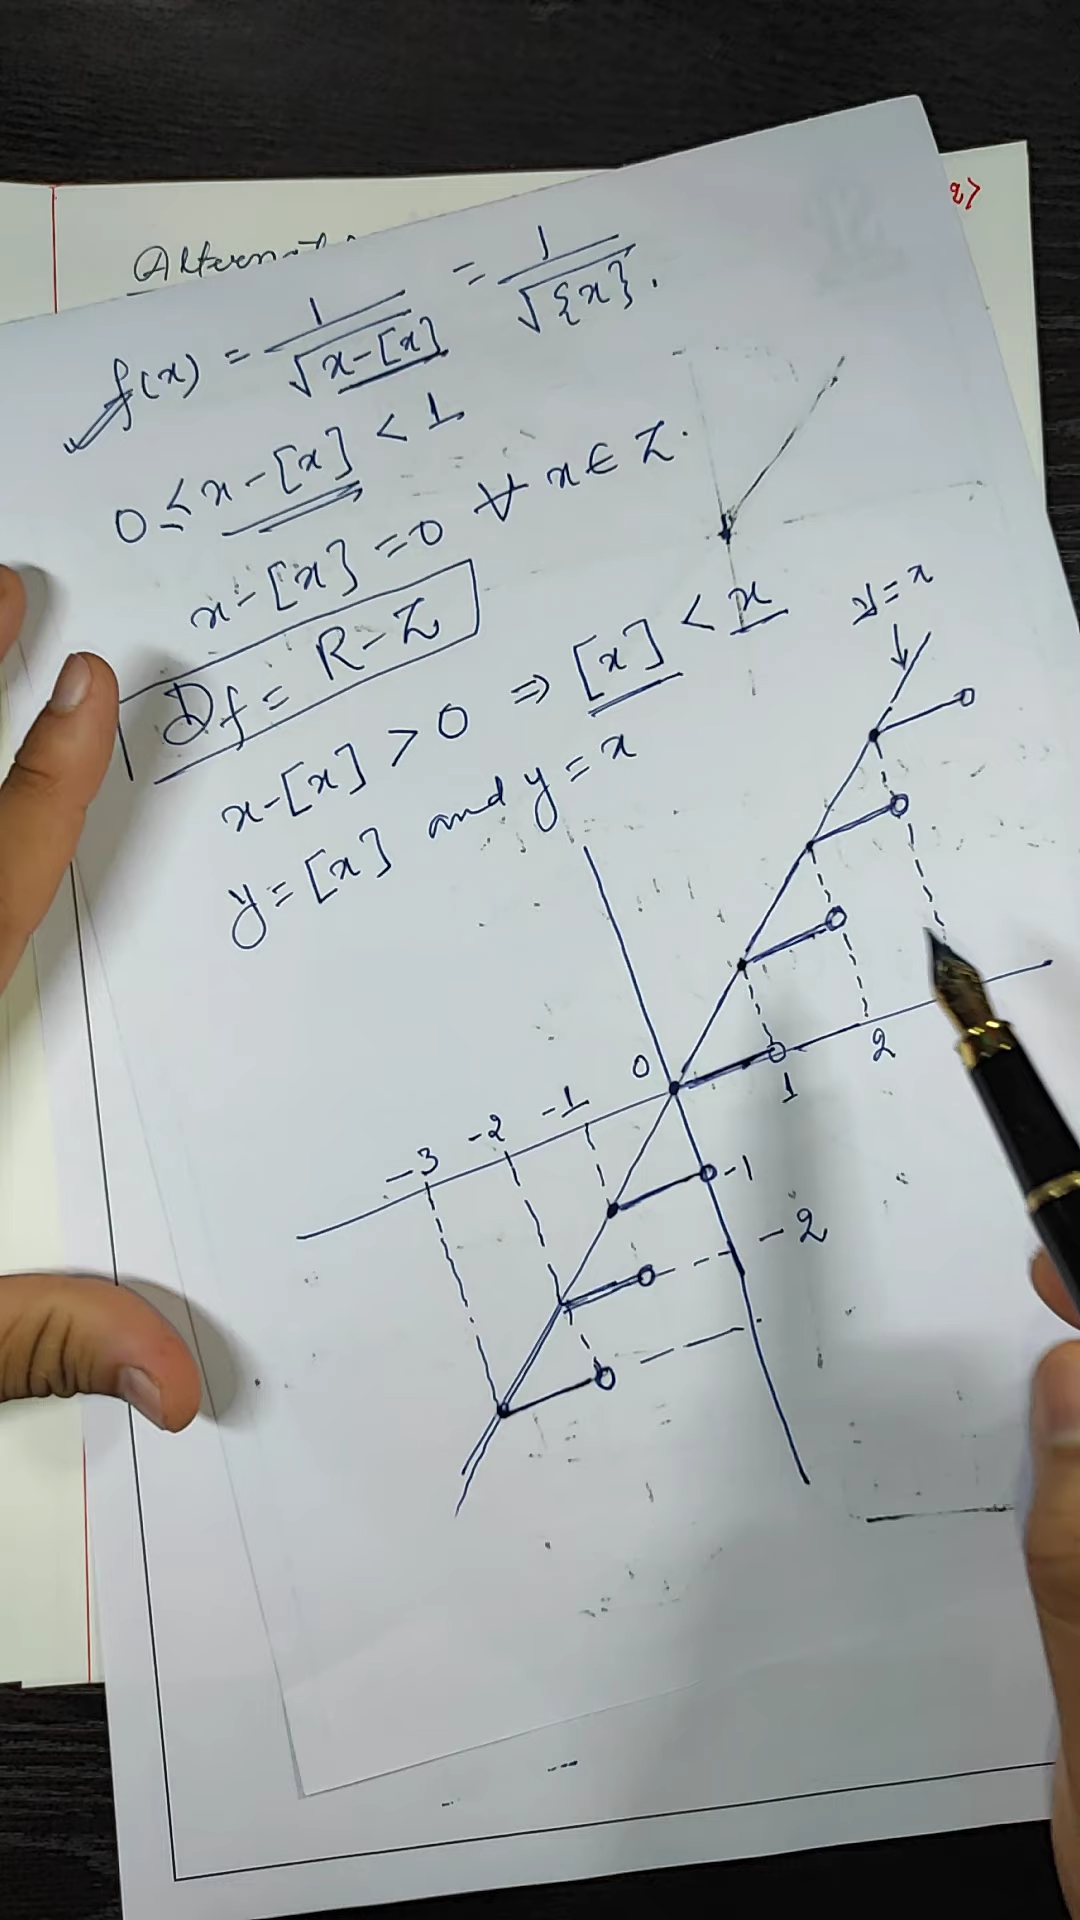 f(x) = 1/√(x-[x]) = 1/√{x}.
0 ≤ x-[x] < 1
x-[x] = 0 ∀ x ∈ Z.
Df = R-Z
x-[x] > 0 ⇒ [x] < x
y = [x] and y = x
y = x
0
1
2
-1
-2
-3
-1
-2